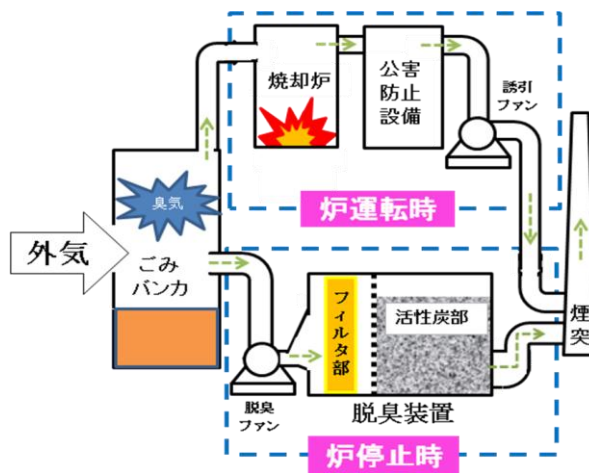 焼却炉
公害
防止
設備
誘引
ファン
炉運転時
臭気
外気
ごみ
バンカ
フィルタ部
活性炭部
煙
突
脱臭
ファン
脱臭装置
炉停止時